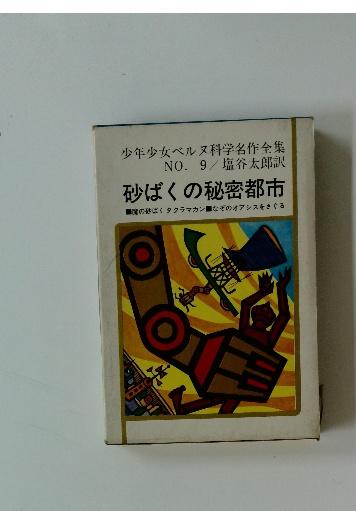 少年少女ベルヌ科学名作全集
NO. 9/塩谷太郎訳
砂ばくの秘密都市
■魔の砂ばくタクラマカン■なぞのオアシスをさぐる